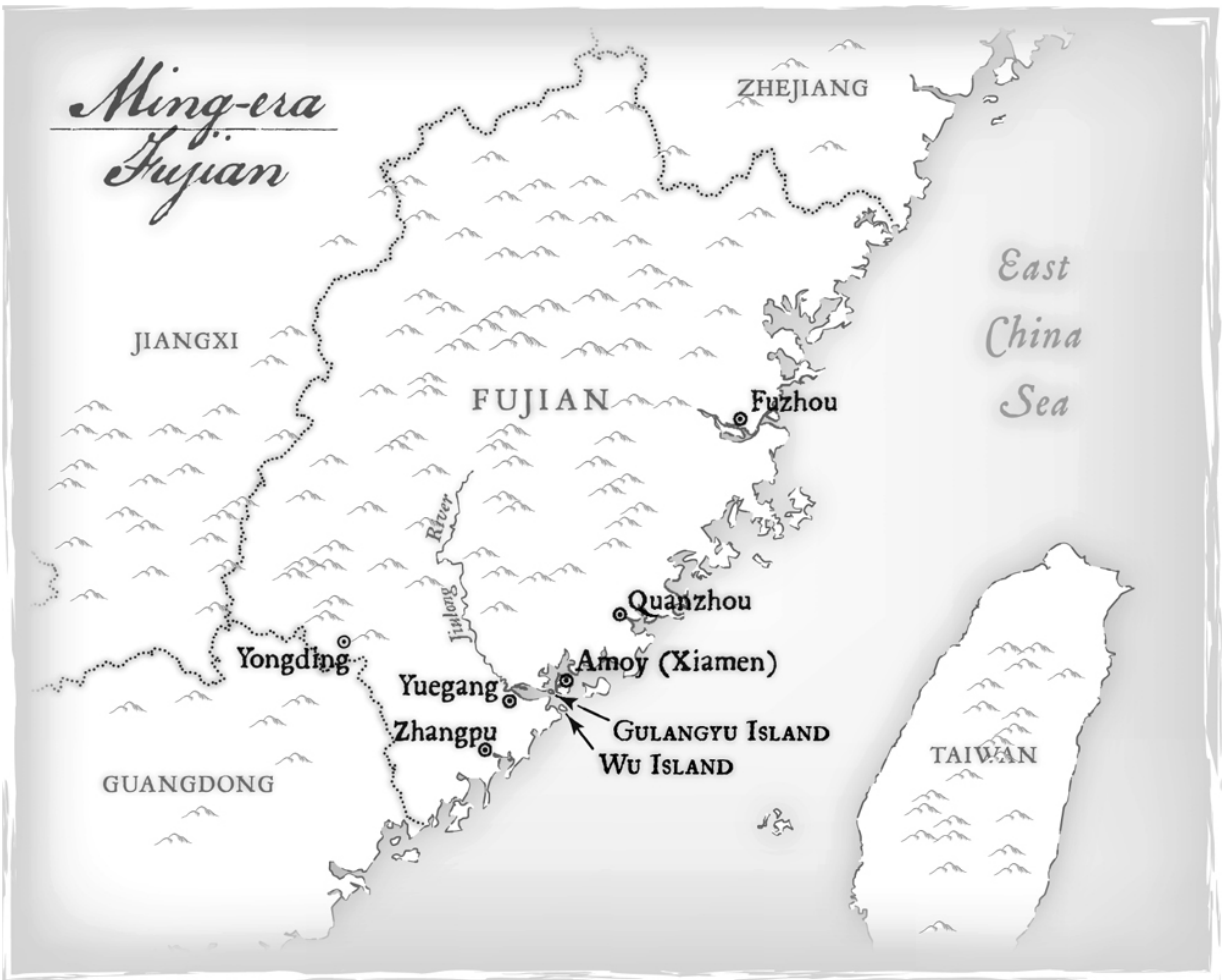 Ming-era
Fujian
ZHEJIANG
East
China
Sea
JIANGXI
FUJIAN
Fuzhou
Jiulong River
Quanzhou
Yongding
Amoy (Xiamen)
Yuegang
Gulangyu Island
Zhangpu
Wu Island
GUANGDONG
TAIWAN